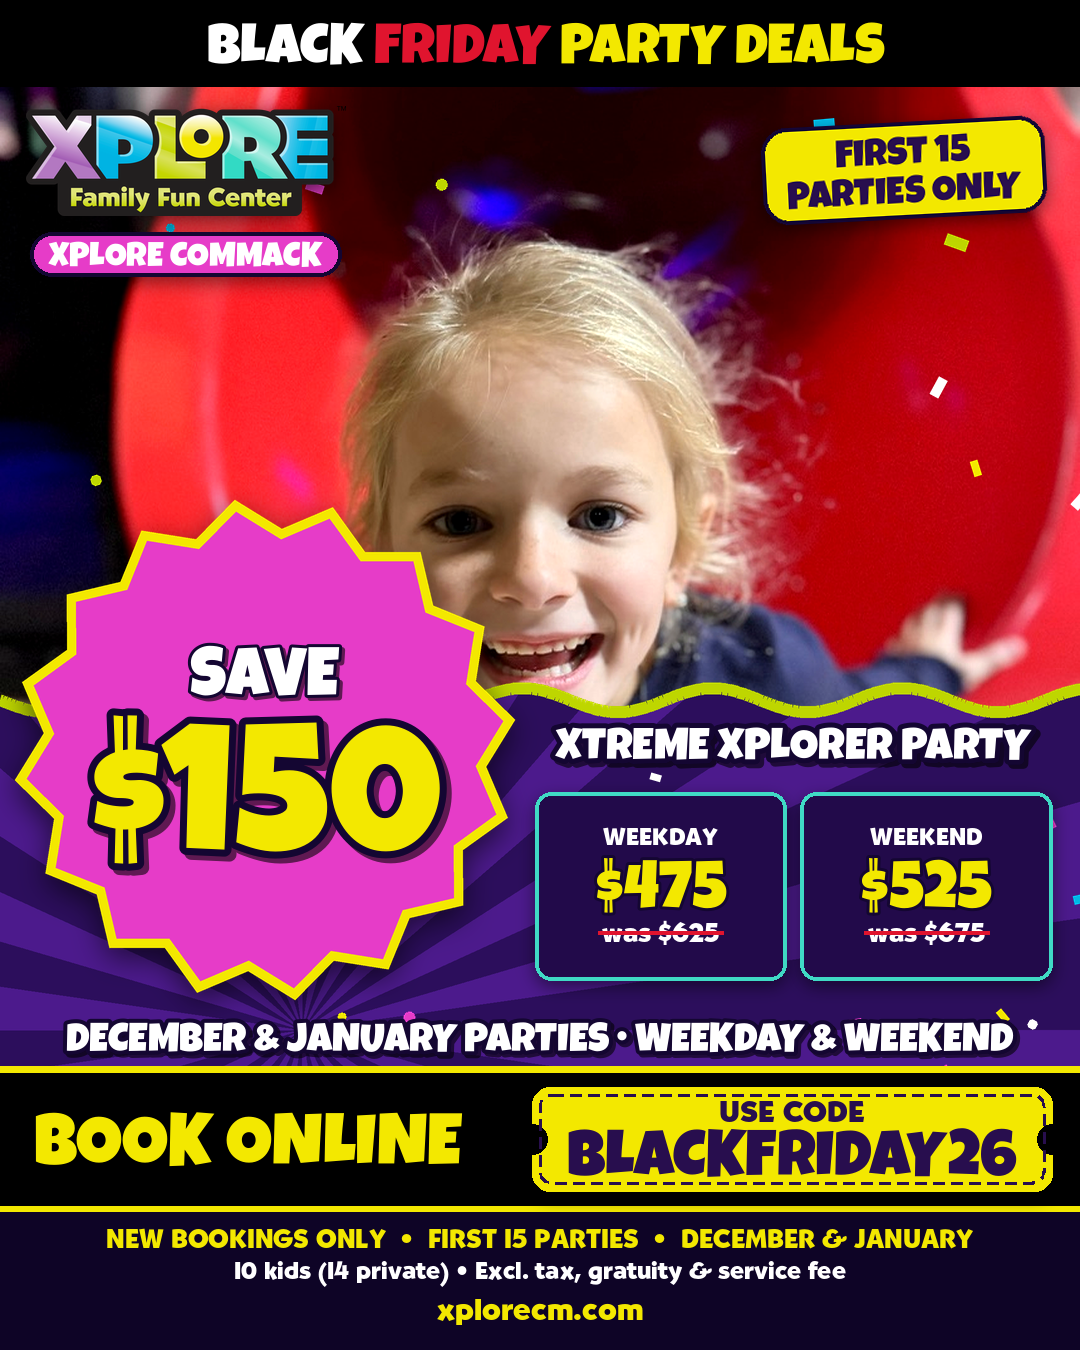 BLACK FRIDAY PARTY DEALS
XPLORE
Family Fun Center
XPLORE COMMACK
FIRST 15
PARTIES ONLY
SAVE
$150
XTREME XPLORER PARTY
WEEKDAY
$475
was $625
WEEKEND
$525
was $675
DECEMBER & JANUARY PARTIES · WEEKDAY & WEEKEND
BOOK ONLINE
USE CODE
BLACKFRIDAY26
NEW BOOKINGS ONLY • FIRST 15 PARTIES • DECEMBER & JANUARY
10 kids (14 private) • Excl. tax, gratuity & service fee
xplorecm.com